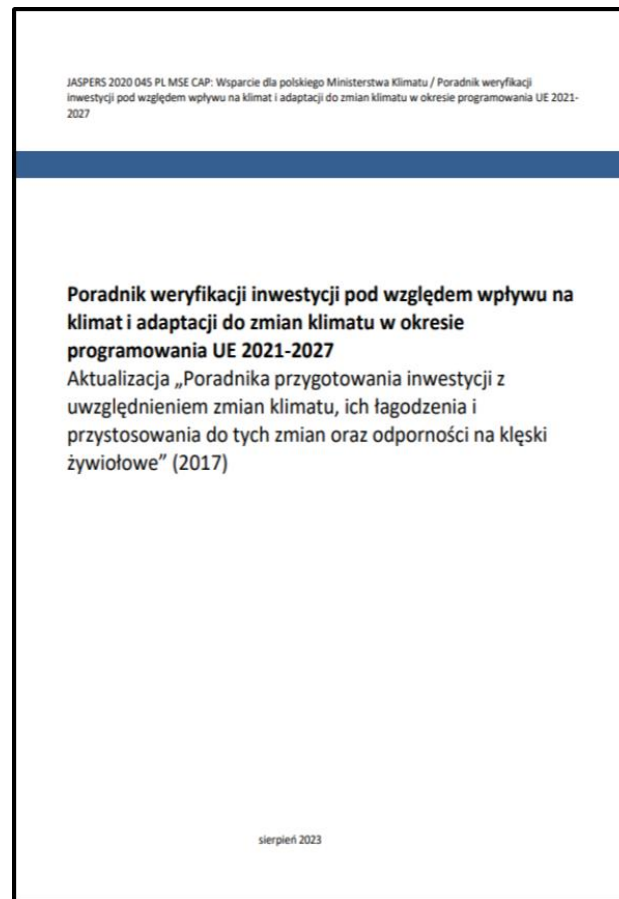 JASPERS 2020 045 PL MSE CAP: Wsparcie dla polskiego Ministerstwa Klimatu / Poradnik weryfikacji
inwestycji pod względem wpływu na klimat i adaptacji do zmian klimatu w okresie programowania UE 2021-
2027
Poradnik weryfikacji inwestycji pod względem wpływu na
klimat i adaptacji do zmian klimatu w okresie
programowania UE 2021-2027
Aktualizacja „Poradnika przygotowania inwestycji z
uwzględnieniem zmian klimatu, ich łagodzenia i
przystosowania do tych zmian oraz odporności na klęski
żywiołowe” (2017)
sierpień 2023